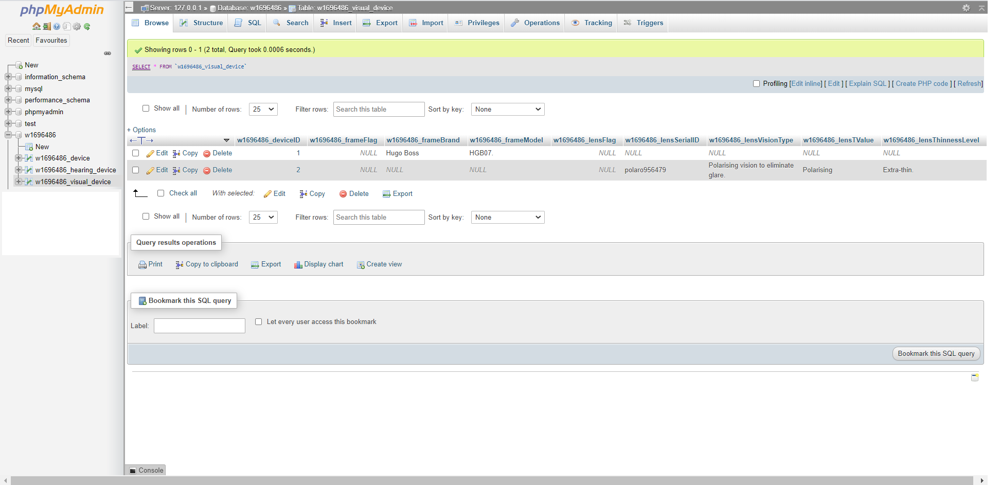 phpMyAdmin
Recent Favourites
New
information_schema
mysql
performance_schema
phpmyadmin
test
w1696486
New
w1696486_device
w1696486_hearing_device
w1696486_visual_device
Server: 127.0.0.1 » Database: w1696486 » Table: w1696486_visual_device
Browse Structure SQL Search Insert Export Import Privileges Operations Tracking Triggers
Showing rows 0 - 1 (2 total, Query took 0.0006 seconds.)
SELECT * FROM `w1696486_visual_device`
Profiling [Edit inline] [ Edit ] [ Explain SQL ] [ Create PHP code ] [ Refresh]
Show all | Number of rows: 25 Filter rows: Search this table Sort by key: None
+ Options
←T→ w1696486_deviceID w1696486_frameFlag w1696486_frameBrand w1696486_frameModel w1696486_lensFlag w1696486_lensSerialID w1696486_lensVisionType w1696486_lensTValue w1696486_lensThinnessLevel
Edit Copy Delete 1 NULL Hugo Boss HGB07. NULL NULL NULL NULL NULL
Edit Copy Delete 2 NULL NULL NULL NULL polaro956479 Polarising vision to eliminate Polarising Extra-thin.
glare.
Check all With selected: Edit Copy Delete Export
Show all | Number of rows: 25 Filter rows: Search this table Sort by key: None
Query results operations
Print Copy to clipboard Export Display chart Create view
Bookmark this SQL query
Label: Let every user access this bookmark
Bookmark this SQL query
Console